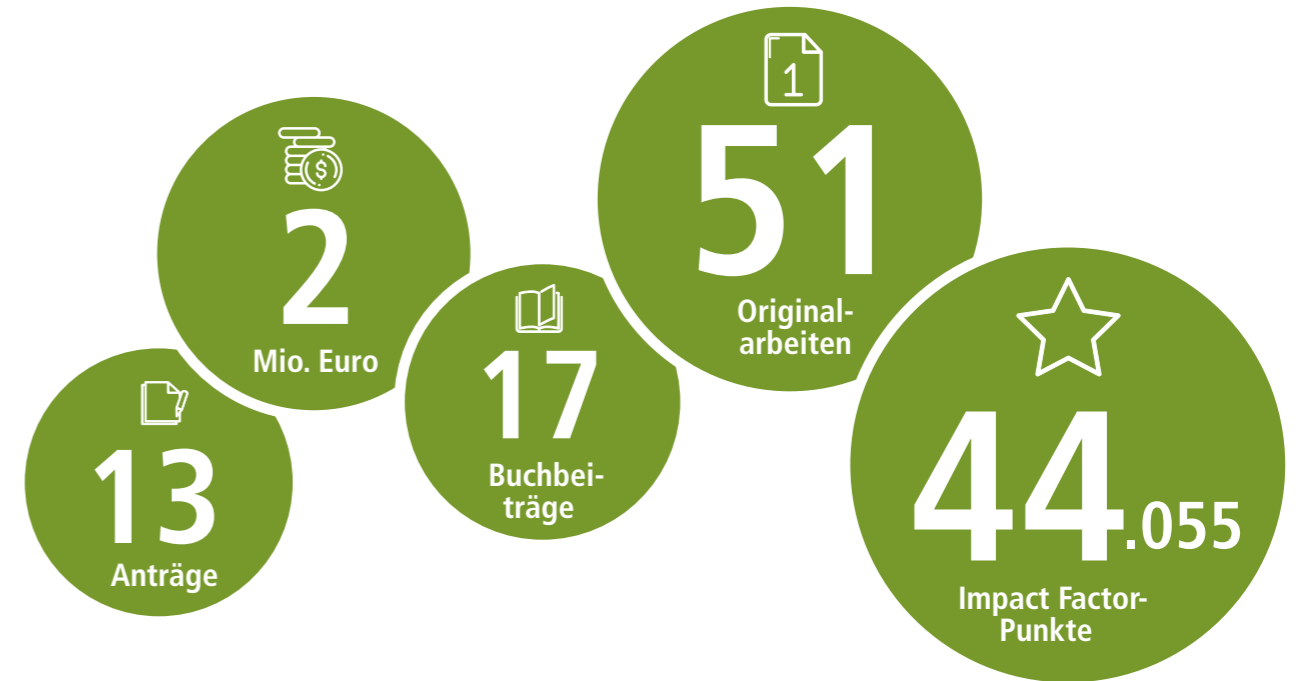 13
Anträge
$
2
Mio. Euro
17
Buchbei-
träge
1
51
Original-
arbeiten
44.055
Impact Factor-
Punkte